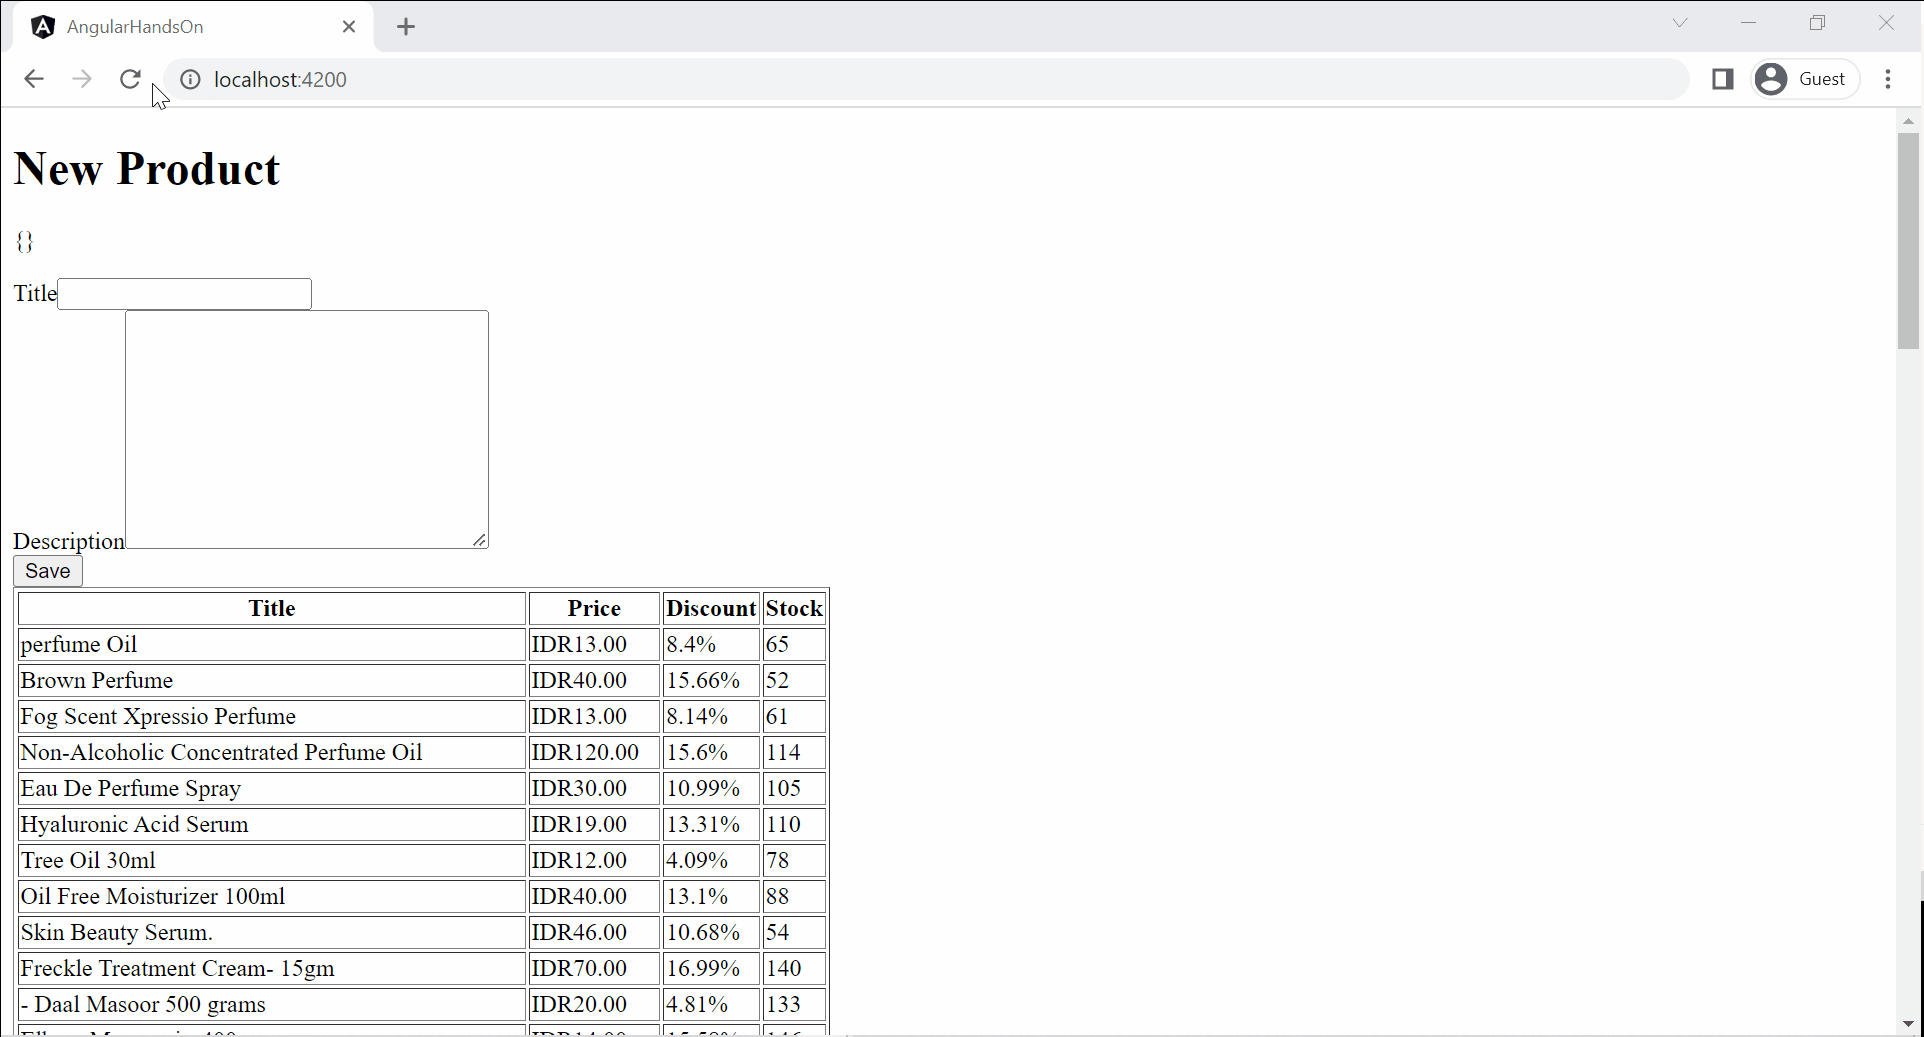 AngularHandsOn
localhost:4200
Guest
New Product
{}
Title
Description
Save
Title Price Discount Stock
perfume Oil IDR13.00 8.4% 65
Brown Perfume IDR40.00 15.66% 52
Fog Scent Xpressio Perfume IDR13.00 8.14% 61
Non-Alcoholic Concentrated Perfume Oil IDR120.00 15.6% 114
Eau De Perfume Spray IDR30.00 10.99% 105
Hyaluronic Acid Serum IDR19.00 13.31% 110
Tree Oil 30ml IDR12.00 4.09% 78
Oil Free Moisturizer 100ml IDR40.00 13.1% 88
Skin Beauty Serum. IDR46.00 10.68% 54
Freckle Treatment Cream- 15gm IDR70.00 16.99% 140
- Daal Masoor 500 grams IDR20.00 4.81% 133